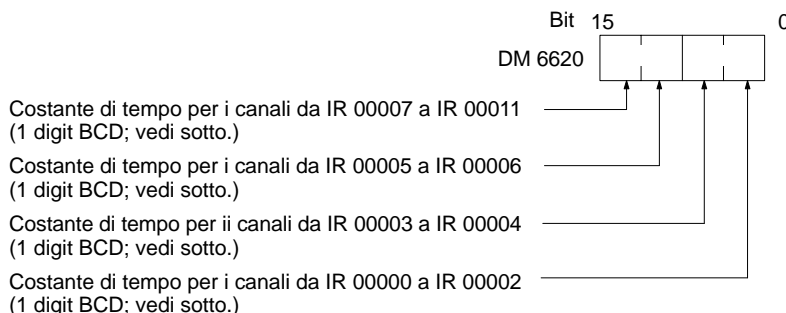 Bit 15 0
DM 6620
Costante di tempo per i canali da IR 00007 a IR 00011
(1 digit BCD; vedi sotto.)
Costante di tempo per i canali da IR 00005 a IR 00006
(1 digit BCD; vedi sotto.)
Costante di tempo per ii canali da IR 00003 a IR 00004
(1 digit BCD; vedi sotto.)
Costante di tempo per i canali da IR 00000 a IR 00002
(1 digit BCD; vedi sotto.)